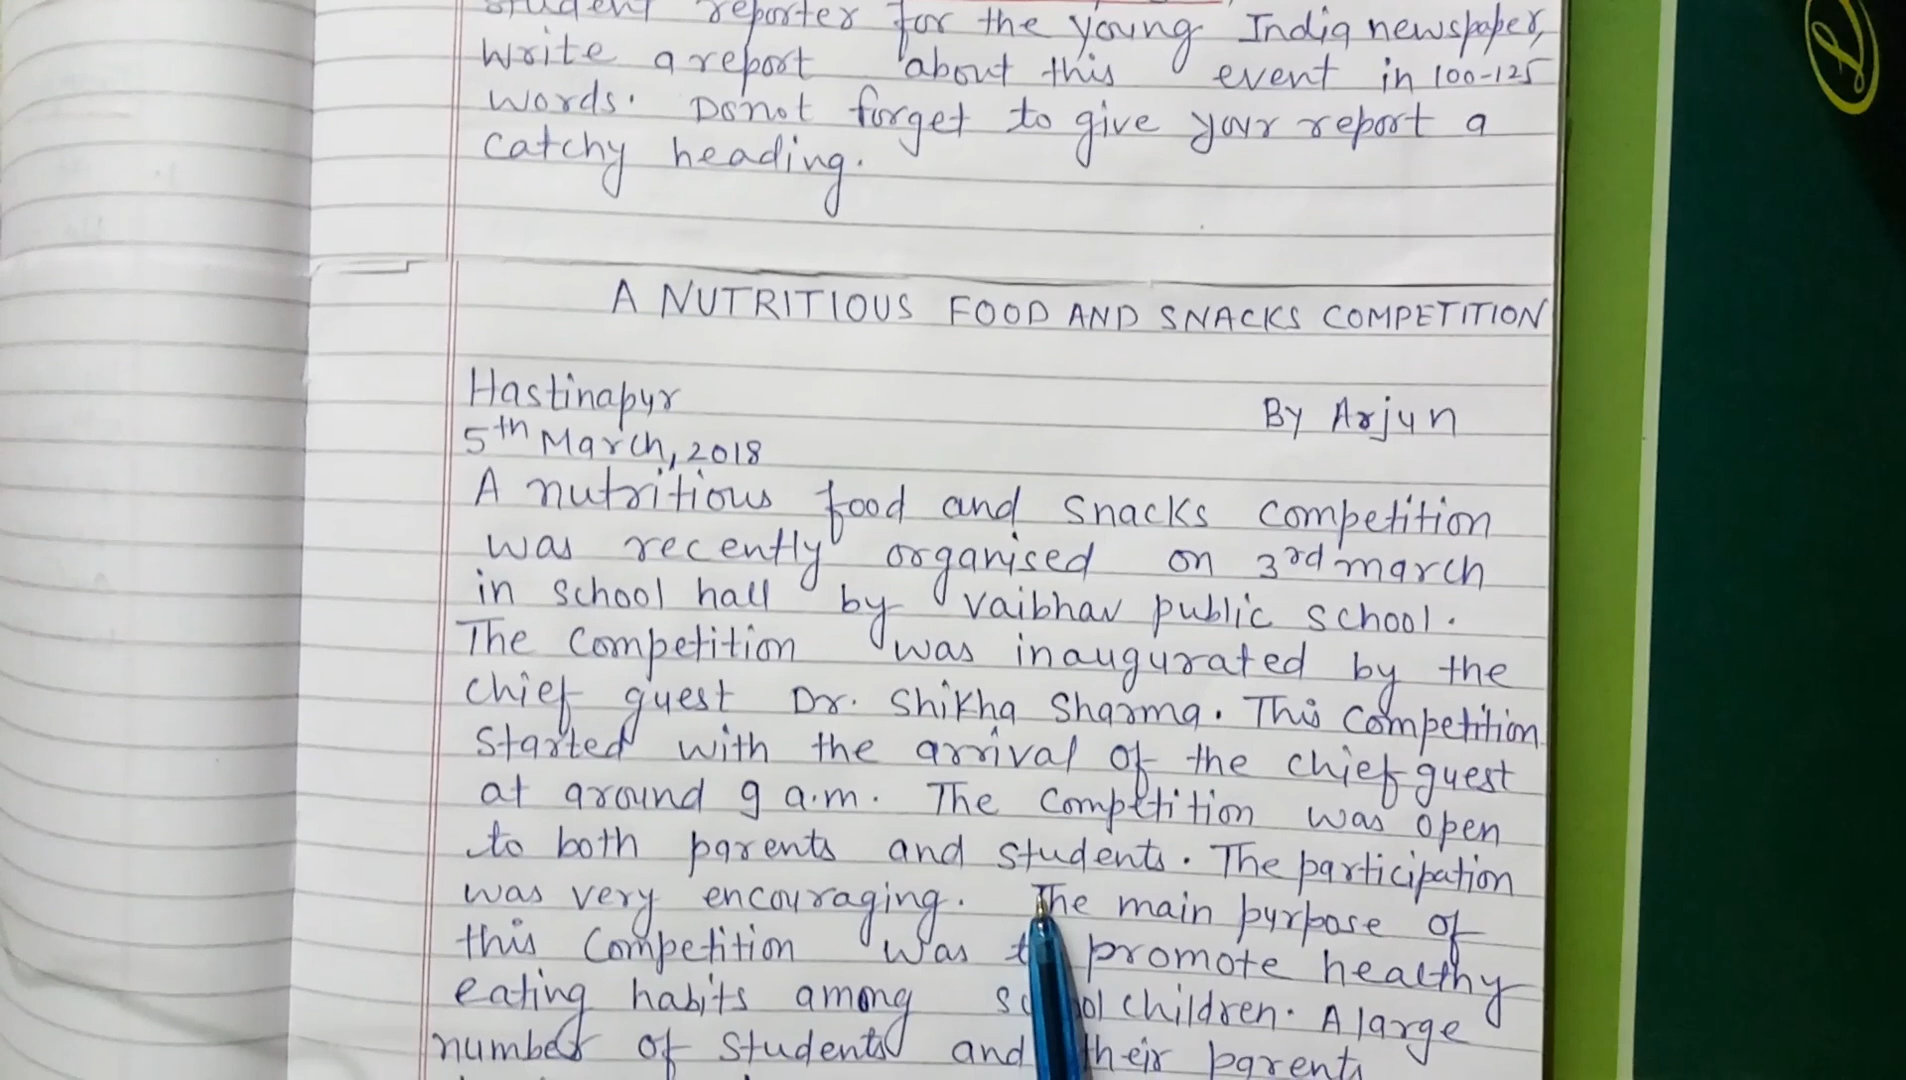 student reporter for the young India newspaper,
write a report about this event in 100-125
words. Donot forget to give your report a
catchy heading.
A NUTRITIOUS FOOD AND SNACKS COMPETITION
Hastinapur
By Arjun
5th March, 2018
A nutritious food and snacks competition
was recently organised on 3rd march
in school hall by vaibhav public school.
The competition was inaugurated by the
chief guest Dr. Shikha Sharma. This competition
started with the arrival of the chief guest
at around 9 a.m. The competition was open
to both parents and students. The participation
was very encouraging. The main purpose of
this competition was to promote healthy
eating habits among school children. A large
number of students and their parents